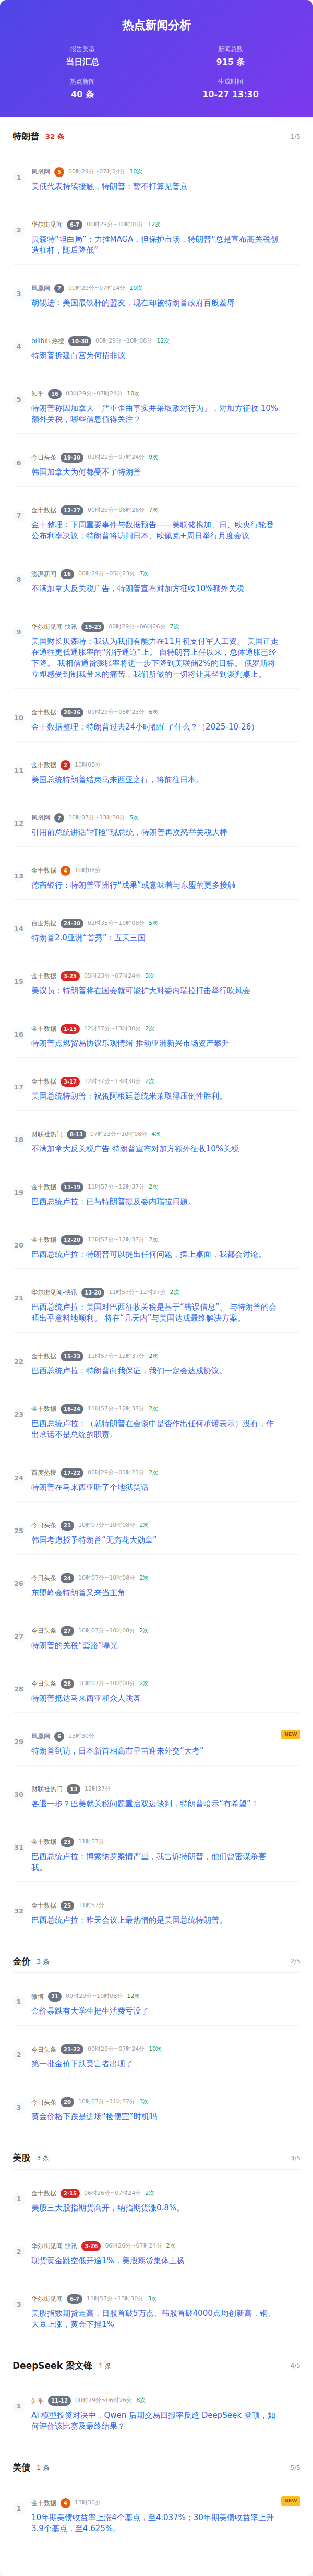 热点新闻分析
报告类型
当日汇总
新闻总数
915 条
热点新闻
40 条
生成时间
10-27 13:30
特朗普 32 条 1/5
1
凤凰网 5 00时29分~07时24分 10次
美俄代表持续接触，特朗普：暂不打算见普京
2
华尔街见闻 6-7 00时29分~10时08分 12次
贝森特“坦白局”：力推MAGA，但保护市场，特朗普“总是宣布高关税创
造杠杆，随后降低”
3
凤凰网 7 00时29分~07时24分 10次
胡锡进：美国最铁杆的盟友，现在却被特朗普政府百般羞辱
4
bilibili 热搜 10-30 00时29分~10时08分 12次
特朗普拆建白宫为何招非议
5
知乎 16 00时29分~07时24分 10次
特朗普称因加拿大「严重歪曲事实并采取敌对行为」，对加方征收 10%
额外关税，哪些信息值得关注？
6
今日头条 19-30 01时21分~07时24分 9次
韩国加拿大为何都受不了特朗普
7
金十数据 12-27 00时29分~06时26分 7次
金十整理：下周重要事件与数据预告——美联储携加、日、欧央行轮番
公布利率决议；特朗普将访问日本、欧佩克+周日举行月度会议
8
澎湃新闻 16 00时29分~05时23分 7次
不满加拿大反关税广告，特朗普宣布对加方征收10%额外关税
9
华尔街见闻-快讯 19-23 00时29分~06时26分 7次
美国财长贝森特：我认为我们有能力在11月初支付军人工资。 美国正走
在通往更低通胀率的“滑行通道”上。 自特朗普上任以来，总体通胀已经
下降。 我相信通货膨胀率将进一步下降到美联储2%的目标。 俄罗斯将
立即感受到制裁带来的痛苦，我们所做的一切将让其坐到谈判桌上。
10
金十数据 20-26 00时29分~05时23分 6次
金十数据整理：特朗普过去24小时都忙了什么？（2025-10-26）
11
金十数据 2 10时08分
美国总统特朗普结束马来西亚之行，将前往日本。
12
凤凰网 7 10时07分~13时30分 5次
引用前总统讲话“打脸”现总统，特朗普再次怒举关税大棒
13
金十数据 4 10时08分
德商银行：特朗普亚洲行“成果”或意味着与东盟的更多接触
14
百度热搜 24-30 02时35分~10时08分 5次
特朗普2.0亚洲“首秀”：五天三国
15
金十数据 3-25 05时23分~07时24分 3次
美议员：特朗普将在国会就可能扩大对委内瑞拉打击举行吹风会
16
金十数据 1-15 12时37分~13时30分 2次
特朗普点燃贸易协议乐观情绪 推动亚洲新兴市场资产攀升
17
金十数据 3-17 12时37分~13时30分 2次
美国总统特朗普：祝贺阿根廷总统米莱取得压倒性胜利。
18
财联社热门 8-13 07时23分~10时08分 4次
不满加拿大反关税广告 特朗普宣布对加方额外征收10%关税
19
金十数据 11-19 11时57分~12时37分 2次
巴西总统卢拉：已与特朗普提及委内瑞拉问题。
20
金十数据 12-20 11时57分~12时37分 2次
巴西总统卢拉：特朗普可以提出任何问题，摆上桌面，我都会讨论。
21
华尔街见闻-快讯 13-20 11时57分~12时37分 2次
巴西总统卢拉：美国对巴西征收关税是基于“错误信息”。 与特朗普的会
晤出乎意料地顺利。 将在“几天内”与美国达成最终解决方案。
22
金十数据 15-23 11时57分~12时37分 2次
巴西总统卢拉：特朗普向我保证，我们一定会达成协议。
23
金十数据 16-24 11时57分~12时37分 2次
巴西总统卢拉：（就特朗普在会谈中是否作出任何承诺表示）没有，作
出承诺不是总统的职责。
24
百度热搜 17-22 00时29分~01时21分 2次
特朗普在马来西亚听了个地狱笑话
25
今日头条 21 10时07分~10时08分 2次
韩国考虑授予特朗普“无穷花大勋章”
26
今日头条 24 10时07分~10时08分 2次
东盟峰会特朗普又来当主角
27
今日头条 27 10时07分~10时08分 2次
特朗普的关税“套路”曝光
28
今日头条 28 10时07分~10时08分 2次
特朗普抵达马来西亚和众人跳舞
29
凤凰网 6 13时30分 NEW
特朗普到访，日本新首相高市早苗迎来外交“大考”
30
财联社热门 13 12时37分
各退一步？巴美就关税问题重启双边谈判，特朗普暗示“有希望”！
31
金十数据 23 11时57分
巴西总统卢拉：博索纳罗案情严重，我告诉特朗普，他们曾密谋杀害
我。
32
金十数据 25 11时57分
巴西总统卢拉：昨天会议上最热情的是美国总统特朗普。
金价 3 条 2/5
1
微博 21 00时29分~10时08分 12次
金价暴跌有大学生把生活费亏没了
2
今日头条 21-22 00时29分~07时24分 10次
第一批金价下跌受害者出现了
3
今日头条 20 10时07分~11时57分 3次
黄金价格下跌是进场“捡便宜”时机吗
美股 3 条 3/5
1
金十数据 2-15 06时26分~07时24分 2次
美股三大股指期货高开，纳指期货涨0.8%。
2
华尔街见闻-快讯 3-26 06时26分~07时24分 2次
现货黄金跳空低开逾1%，美股期货集体上扬
3
华尔街见闻 6-7 11时57分~13时30分 3次
美股指数期货走高，日股首破5万点、韩股首破4000点均创新高，铜、
大豆上涨，黄金下挫1%
DeepSeek 梁文锋 1 条 4/5
1
知乎 11-12 00时29分~06时26分 8次
AI 模型投资对决中，Qwen 后期交易回报率反超 DeepSeek 登顶，如
何评价该比赛及最终结果？
美债 1 条 5/5
1
金十数据 4 13时30分 NEW
10年期美债收益率上涨4个基点，至4.037%；30年期美债收益率上升
3.9个基点，至4.625%。